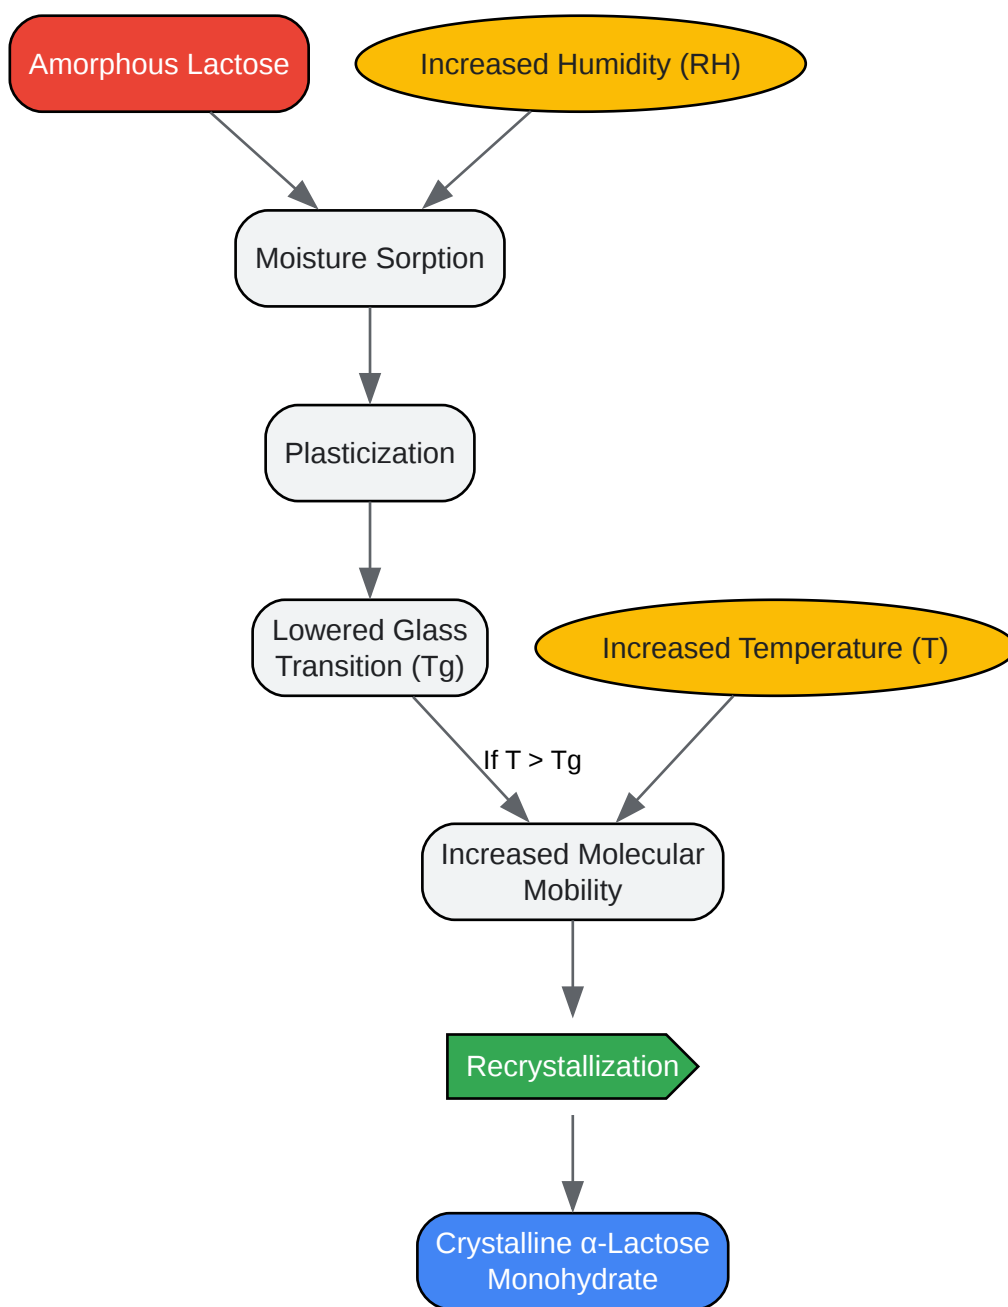 Amorphous Lactose
Increased Humidity (RH)
Moisture Sorption
Plasticization
Lowered Glass
Transition (Tg)
Increased Temperature (T)
If T > Tg
Increased Molecular
Mobility
Recrystallization
Crystalline α-Lactose
Monohydrate